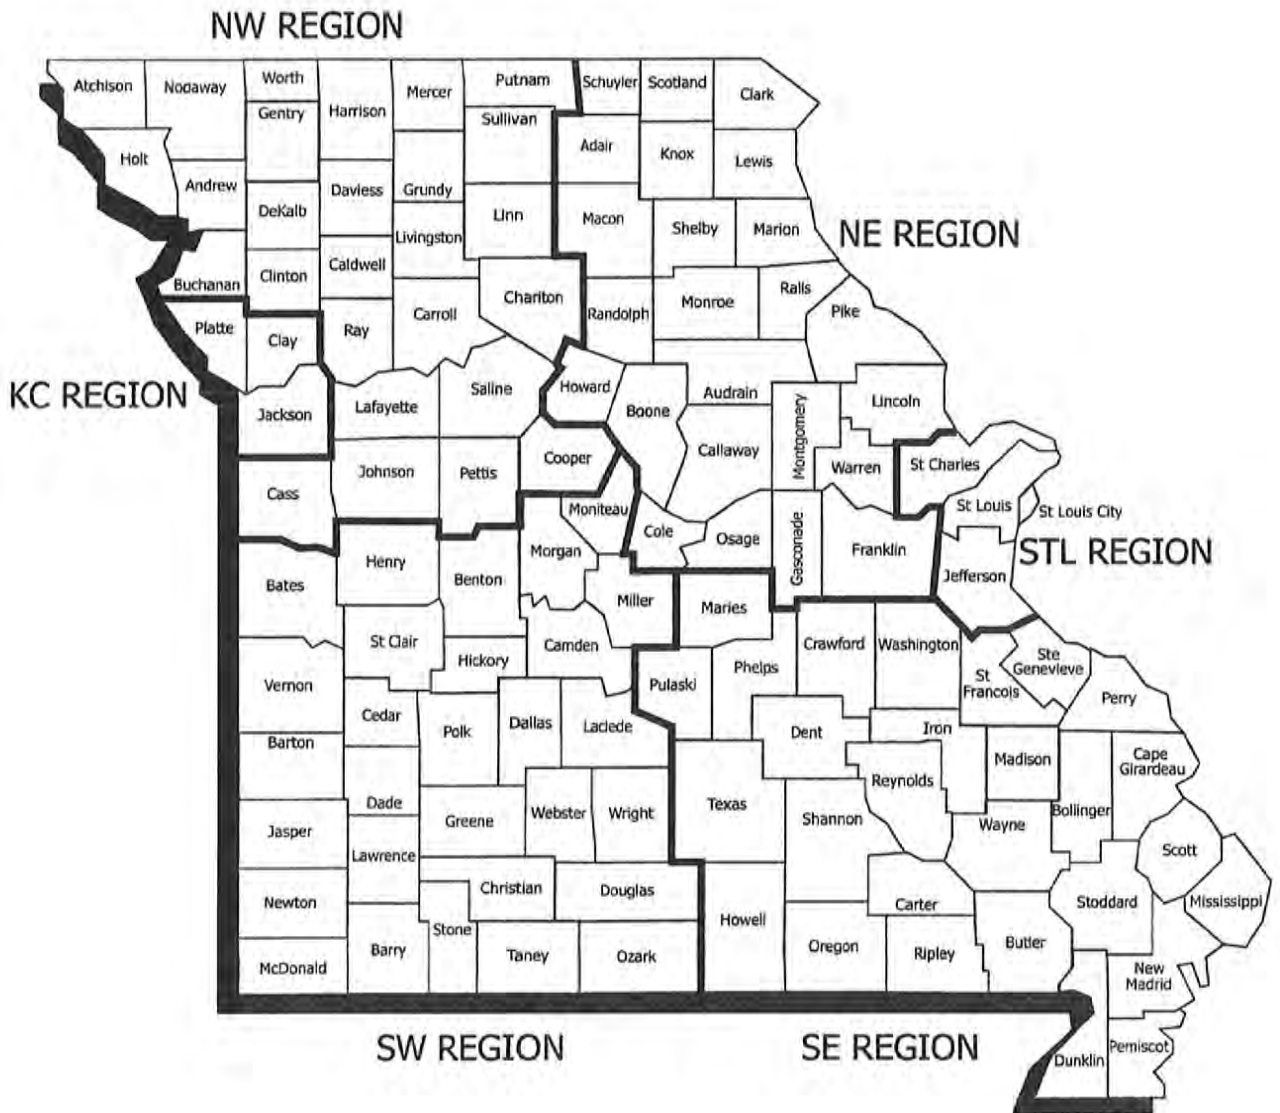 NW REGION
Atchison
Nodaway
Worth
Gentry
Harrison
Mercer
Putnam
Sullivan
Schuyler
Scotland
Clark
Adair
Knox
Lewis
Holt
Andrew
DeKalb
Daviess
Grundy
Linn
Macon
Shelby
Marion
NE REGION
Livingston
Buchanan
Clinton
Caldwell
Chariton
Randolph
Monroe
Ralls
Pike
Platte
Clay
Ray
Carroll
KC REGION
Jackson
Lafayette
Saline
Howard
Boone
Audrain
Lincoln
Montgomery
Callaway
Warren
St Charles
Cass
Johnson
Pettis
Cooper
Moniteau
Cole
Osage
Gasconade
Franklin
St Louis
St Louis City
STL REGION
Jefferson
Bates
Henry
Benton
Morgan
Miller
Maries
St Clair
Hickory
Camden
Pulaski
Phelps
Crawford
Washington
St
Francois
Ste
Genevieve
Perry
Vernon
Cedar
Polk
Dallas
Laclede
Dent
Iron
Madison
Cape
Girardeau
Barton
Dade
Greene
Webster
Wright
Texas
Shannon
Reynolds
Wayne
Bollinger
Jasper
Lawrence
Christian
Douglas
Scott
Newton
Stone
Howell
Carter
Stoddard
Mississippi
McDonald
Barry
Taney
Ozark
Oregon
Ripley
Butler
New
Madrid
SW REGION
SE REGION
Dunklin
Pemiscot